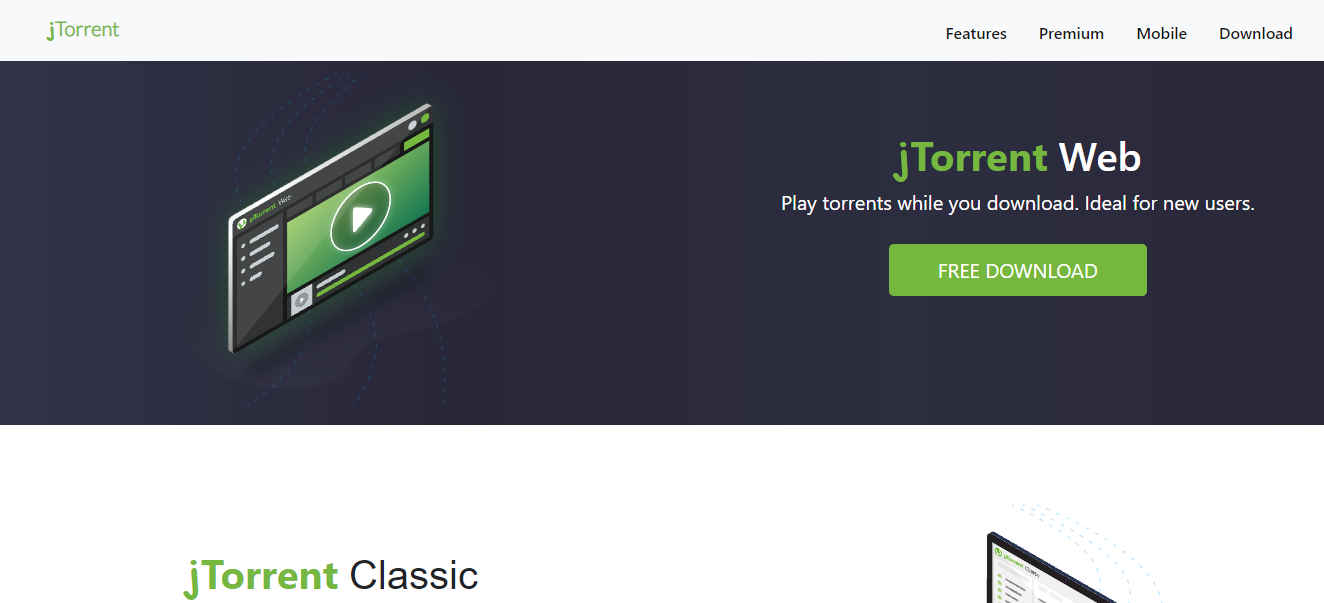 jTorrent
Features Premium Mobile Download
jTorrent Web
Play torrents while you download. Ideal for new users.
FREE DOWNLOAD
jTorrent Web
jTorrent Classic
jTorrent Classic